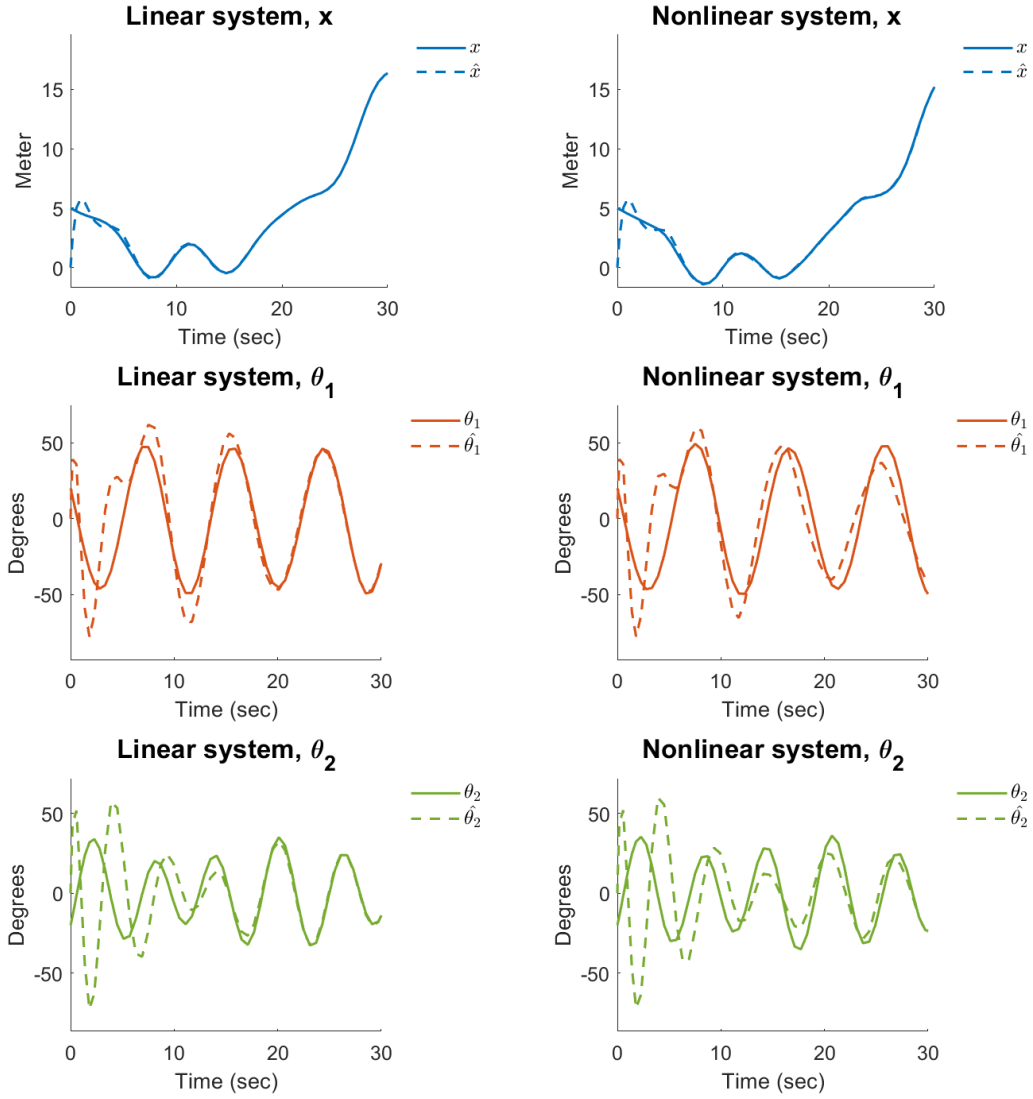 Linear system, x
x
x̂
15
10
5
0
Meter
0 10 20 30
Time (sec)
Nonlinear system, x
x
x̂
15
10
5
0
Meter
0 10 20 30
Time (sec)
Linear system, θ₁
θ₁
θ̂₁
50
0
-50
Degrees
0 10 20 30
Time (sec)
Nonlinear system, θ₁
θ₁
θ̂₁
50
0
-50
Degrees
0 10 20 30
Time (sec)
Linear system, θ₂
θ₂
θ̂₂
50
0
-50
Degrees
0 10 20 30
Time (sec)
Nonlinear system, θ₂
θ₂
θ̂₂
50
0
-50
Degrees
0 10 20 30
Time (sec)